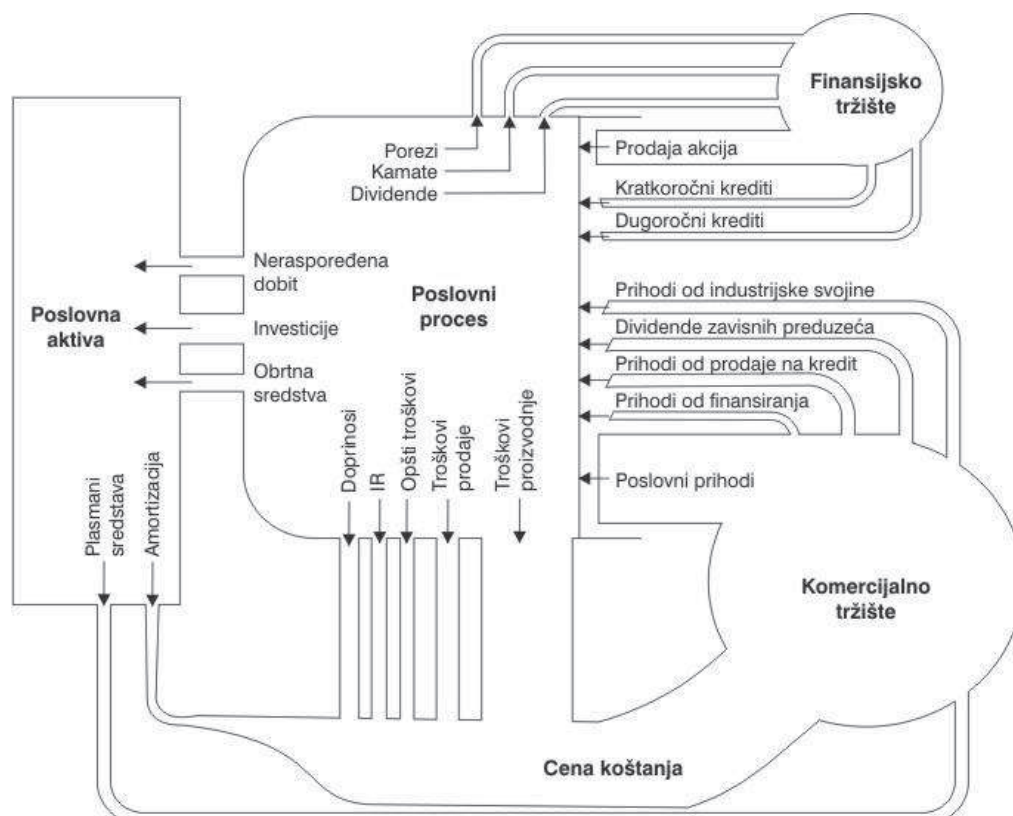 Finansijsko
tržište
Porezi
Kamate
Dividende
Prodaja akcija
Kratkoročni krediti
Dugoročni krediti
Neraspoređena
dobit
Investicije
Obrtna
sredstva
Poslovna
aktiva
Poslovni
proces
Prihodi od industrijske svojine
Dividende zavisnih preduzeća
Prihodi od prodaje na kredit
Prihodi od finansiranja
Poslovni prihodi
Plasmani
sredstava
Amortizacija
Doprinosi
IR
Opšti troškovi
Troškovi
prodaje
Troškovi
proizvodnje
Komercijalno
tržište
Cena koštanja